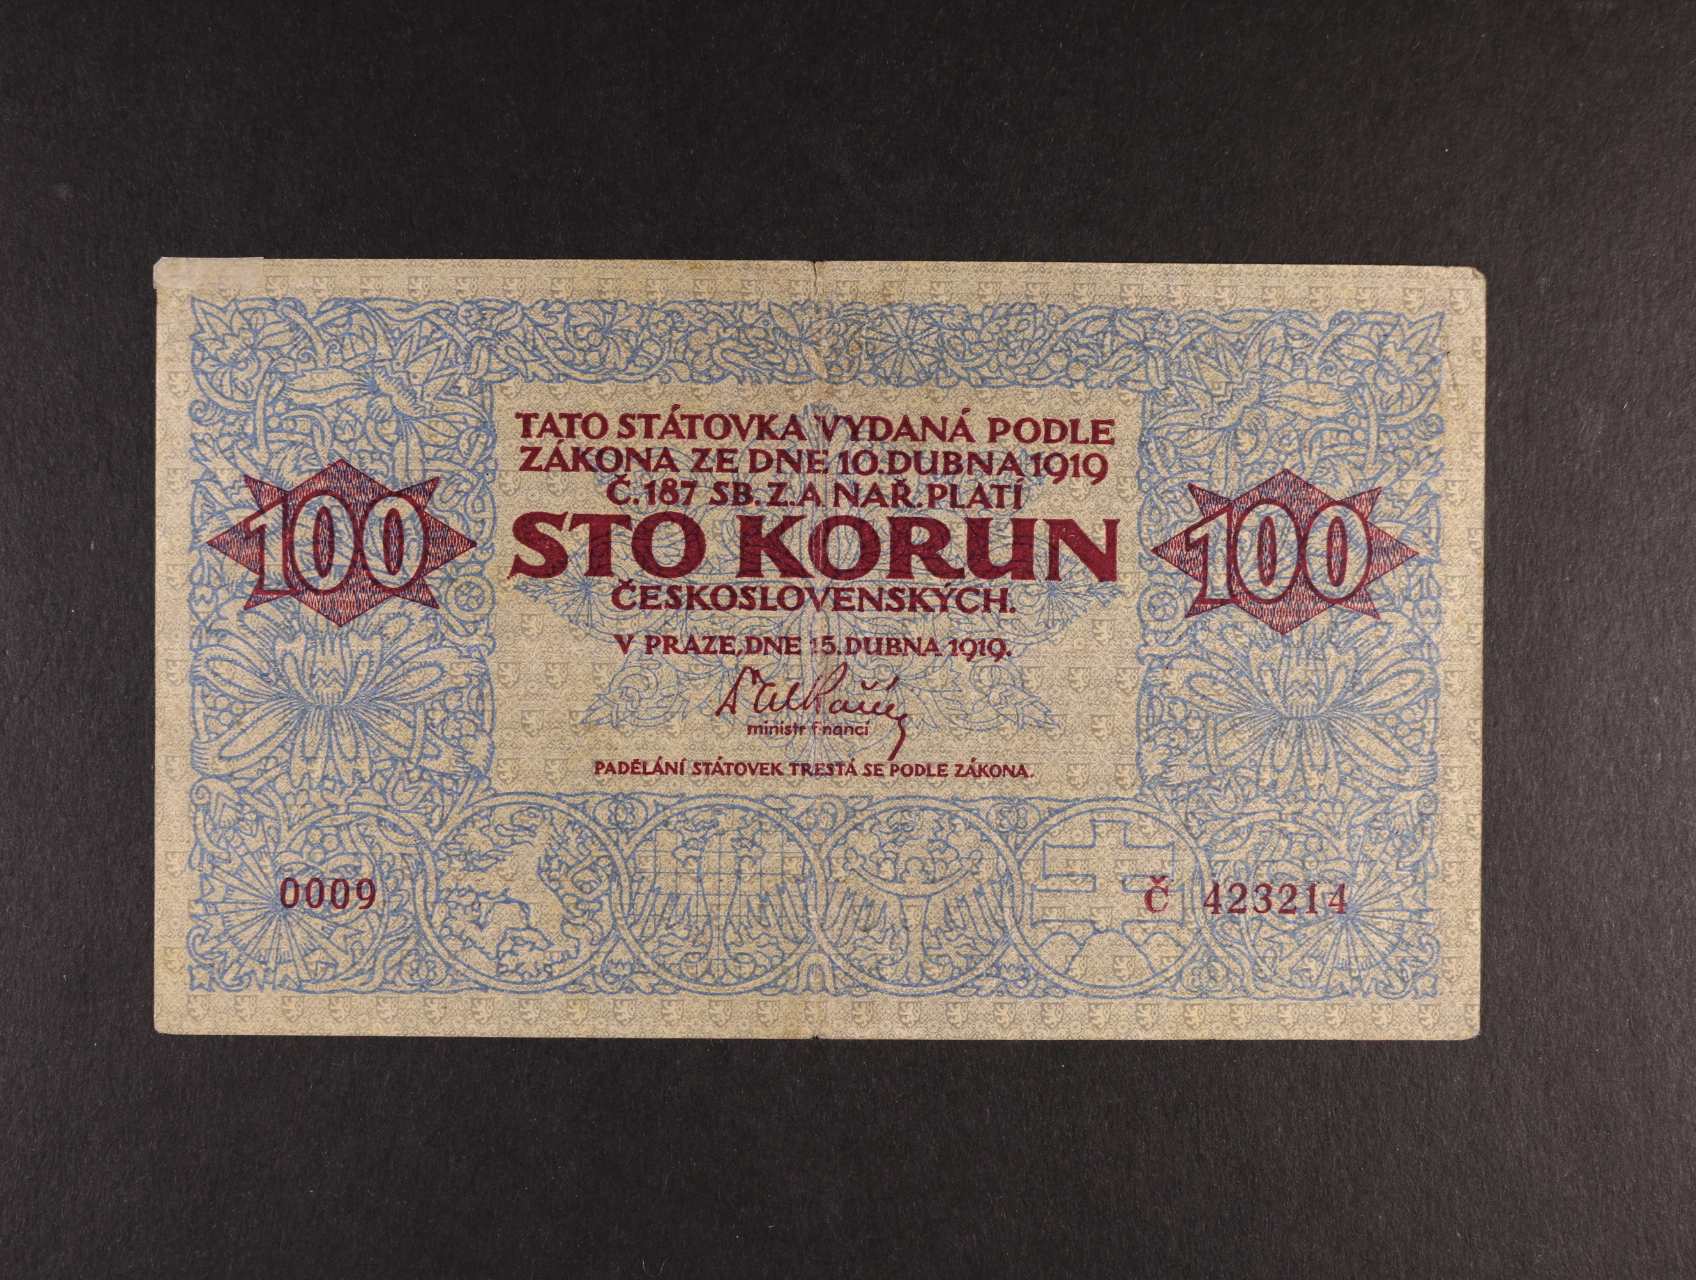 TATO STÁTOVKA VYDANÁ PODLE
ZÁKONA ZE DNE 10. DUBNA 1919
Č. 187 SB. Z. A NAŘ. PLATÍ
100
STO KORUN
100
ČESKOSLOVENSKÝCH.
V PRAZE, DNE 15. DUBNA 1919.
ministr financí
PADĚLÁNÍ STÁTOVEK TRESTÁ SE PODLE ZÁKONA.
0009
Č 423214